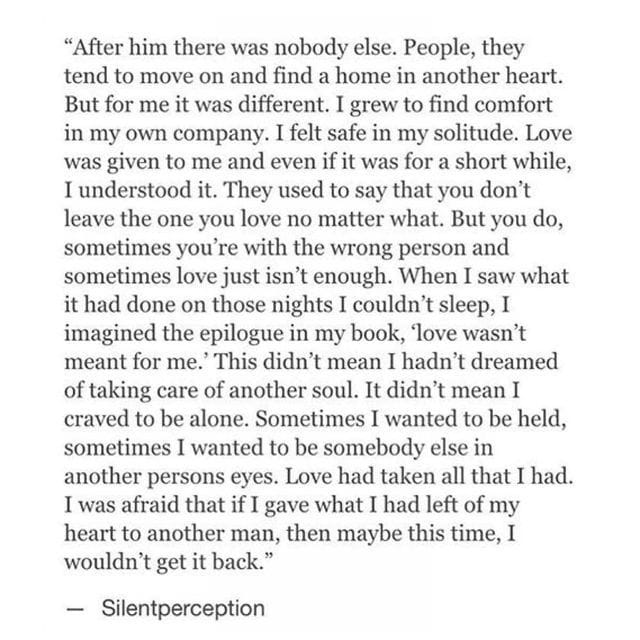 “After him there was nobody else. People, they
tend to move on and find a home in another heart.
But for me it was different. I grew to find comfort
in my own company. I felt safe in my solitude. Love
was given to me and even if it was for a short while,
I understood it. They used to say that you don’t
leave the one you love no matter what. But you do,
sometimes you’re with the wrong person and
sometimes love just isn’t enough. When I saw what
it had done on those nights I couldn’t sleep, I
imagined the epilogue in my book, ‘love wasn’t
meant for me.’ This didn’t mean I hadn’t dreamed
of taking care of another soul. It didn’t mean I
craved to be alone. Sometimes I wanted to be held,
sometimes I wanted to be somebody else in
another persons eyes. Love had taken all that I had.
I was afraid that if I gave what I had left of my
heart to another man, then maybe this time, I
wouldn’t get it back.”
— Silentperception